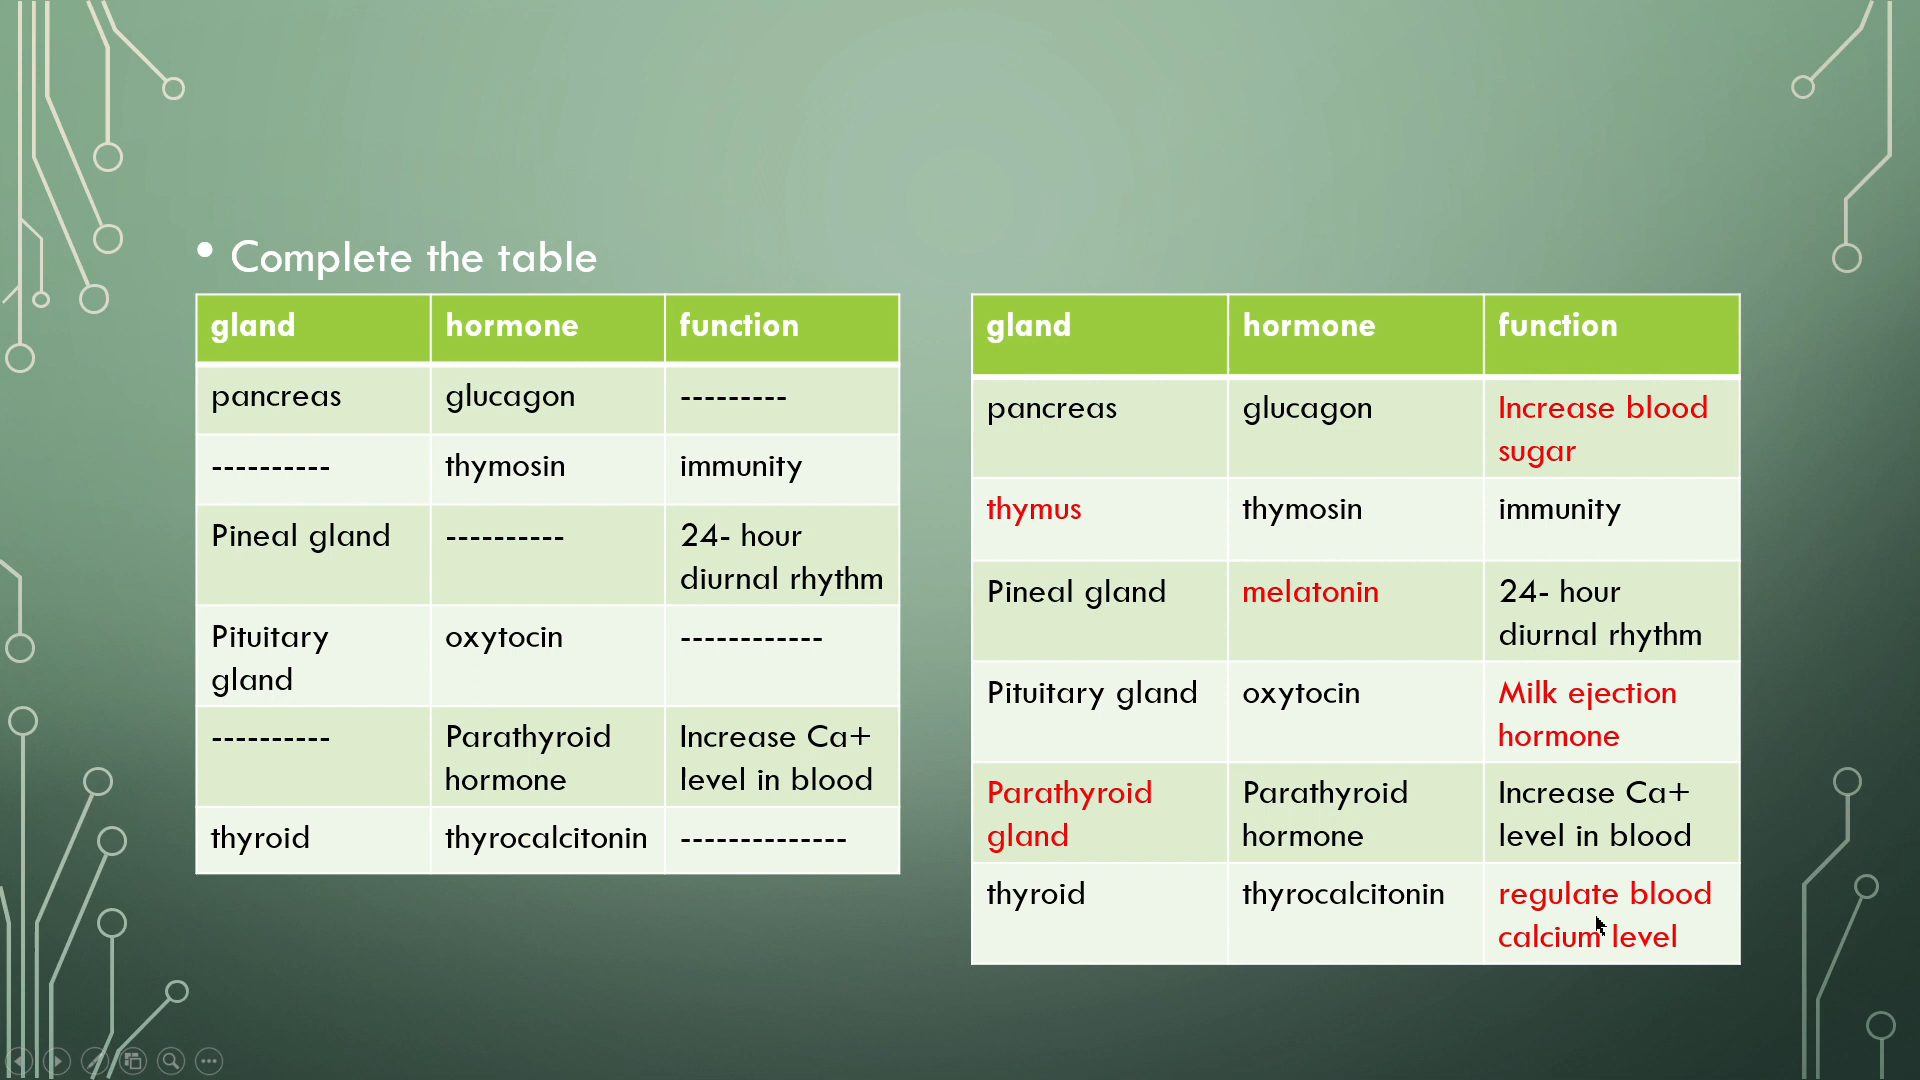 • Complete the table
gland hormone function
pancreas glucagon ---------
---------- thymosin immunity
Pineal gland ---------- 24- hour
diurnal rhythm
Pituitary oxytocin ------------
gland
---------- Parathyroid Increase Ca+
hormone level in blood
thyroid thyrocalcitonin --------------
gland hormone function
pancreas glucagon Increase blood
sugar
thymus thymosin immunity
Pineal gland melatonin 24- hour
diurnal rhythm
Pituitary gland oxytocin Milk ejection
hormone
Parathyroid Parathyroid Increase Ca+
gland hormone level in blood
thyroid thyrocalcitonin regulate blood
calcium level